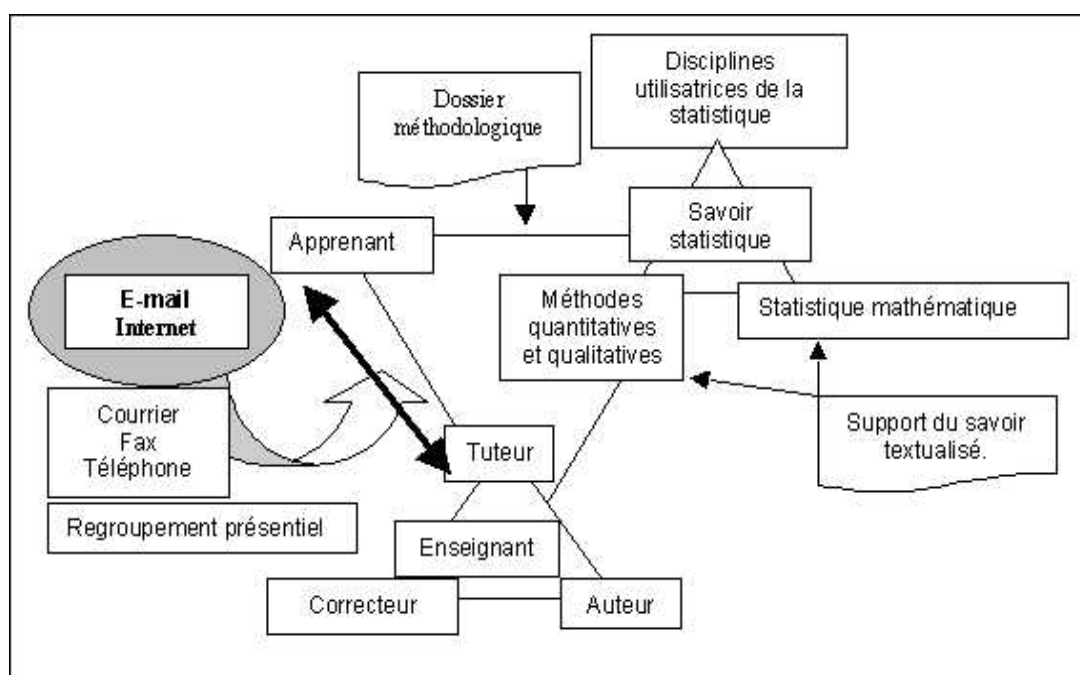 Disciplines
utilisatrices de la
statistique
Dossier
méthodologique
Savoir
statistique
Apprenant
E-mail
Internet
Méthodes
quantitatives
et qualitatives
Statistique mathématique
Courrier
Fax
Téléphone
Support du savoir
textualisé.
Tuteur
Regroupement présentiel
Enseignant
Correcteur
Auteur